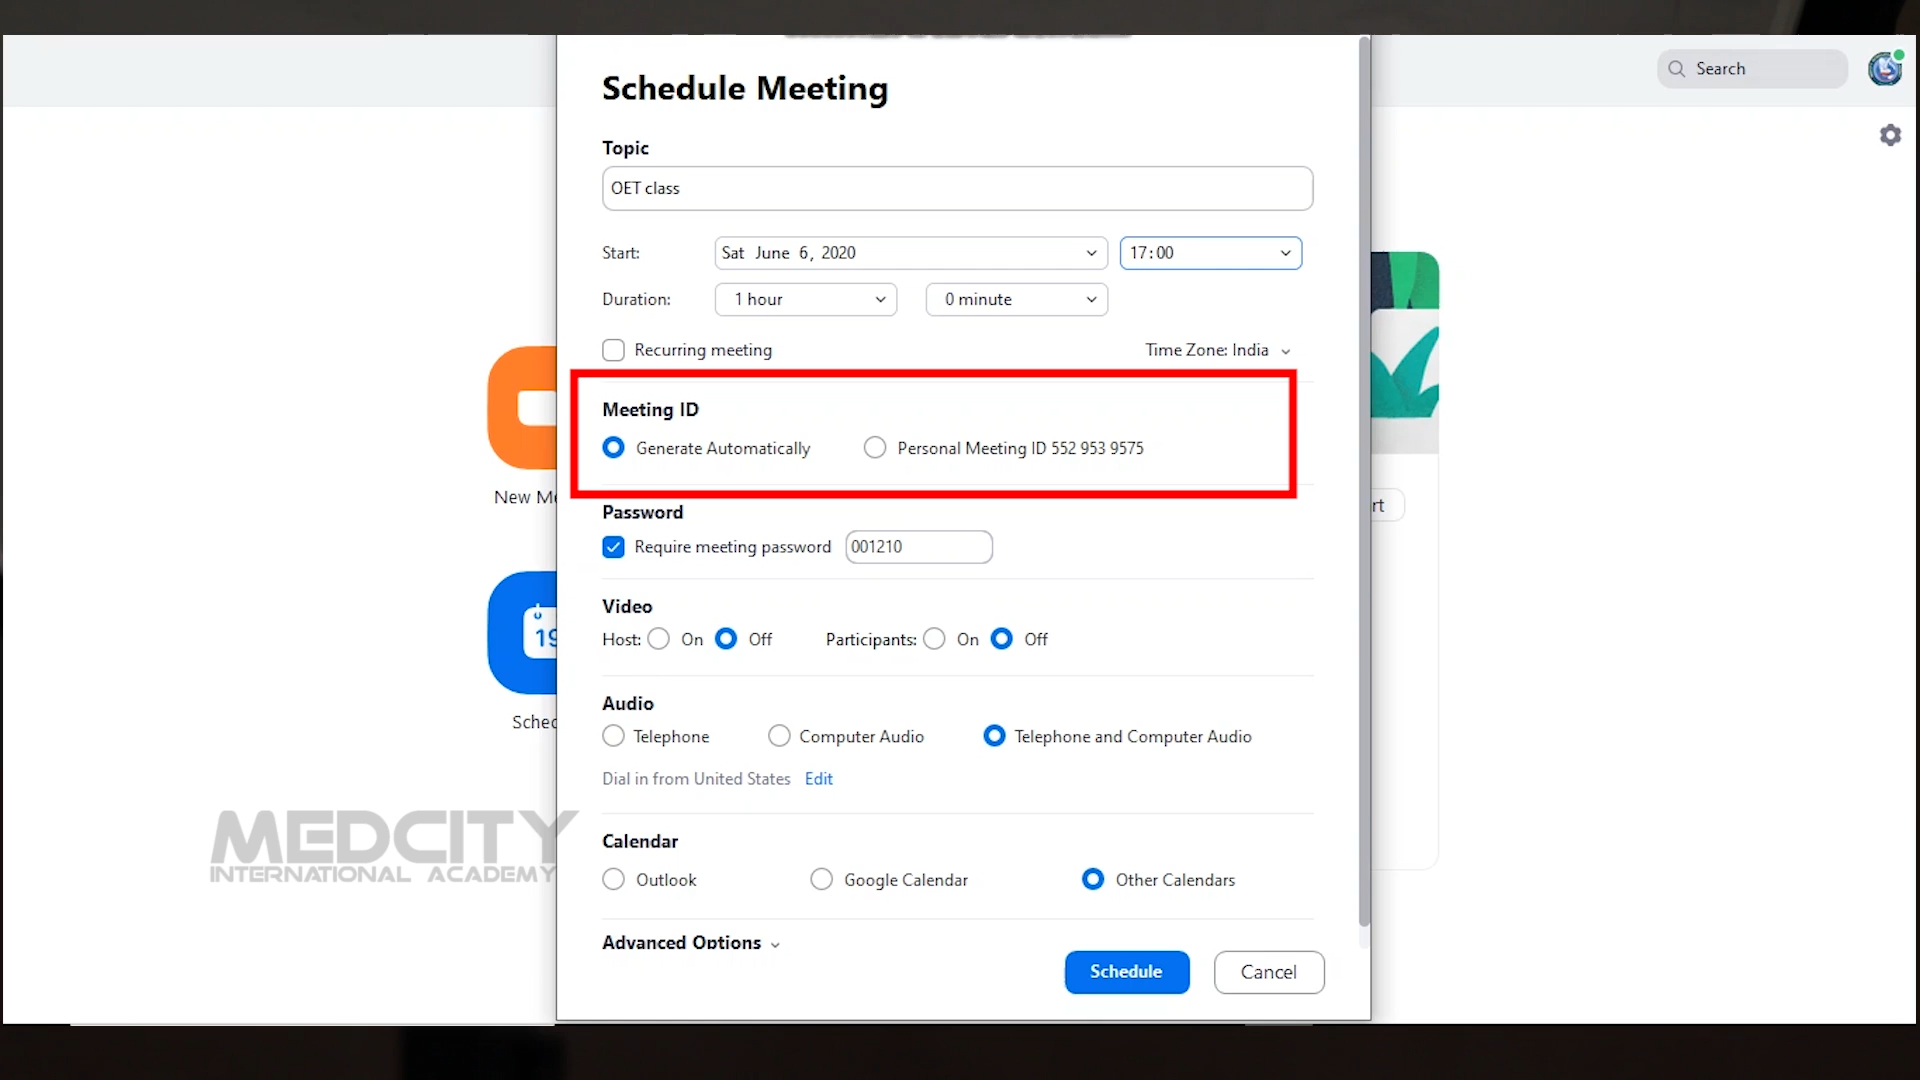 Search
Schedule Meeting
Topic
OET class
Start: Sat June 6, 2020 17:00
Duration: 1 hour 0 minute
Recurring meeting Time Zone: India
Meeting ID
Generate Automatically Personal Meeting ID 552 953 9575
New
Password
Require meeting password 001210
19
Video
Host: On Off Participants: On Off
Audio
Telephone Computer Audio Telephone and Computer Audio
Dial in from United States Edit
MEDCITY
INTERNATIONAL ACADEMY
Calendar
Outlook Google Calendar Other Calendars
Advanced Options
Schedule Cancel